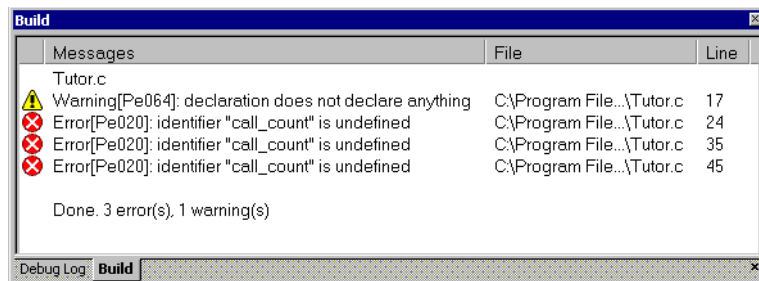 Build
Messages File Line
Tutor.c
Warning[Pe064]: declaration does not declare anything C:\Program File...\Tutor.c 17
Error[Pe020]: identifier "call_count" is undefined C:\Program File...\Tutor.c 24
Error[Pe020]: identifier "call_count" is undefined C:\Program File...\Tutor.c 35
Error[Pe020]: identifier "call_count" is undefined C:\Program File...\Tutor.c 45
Done. 3 error(s), 1 warning(s)
Debug Log Build